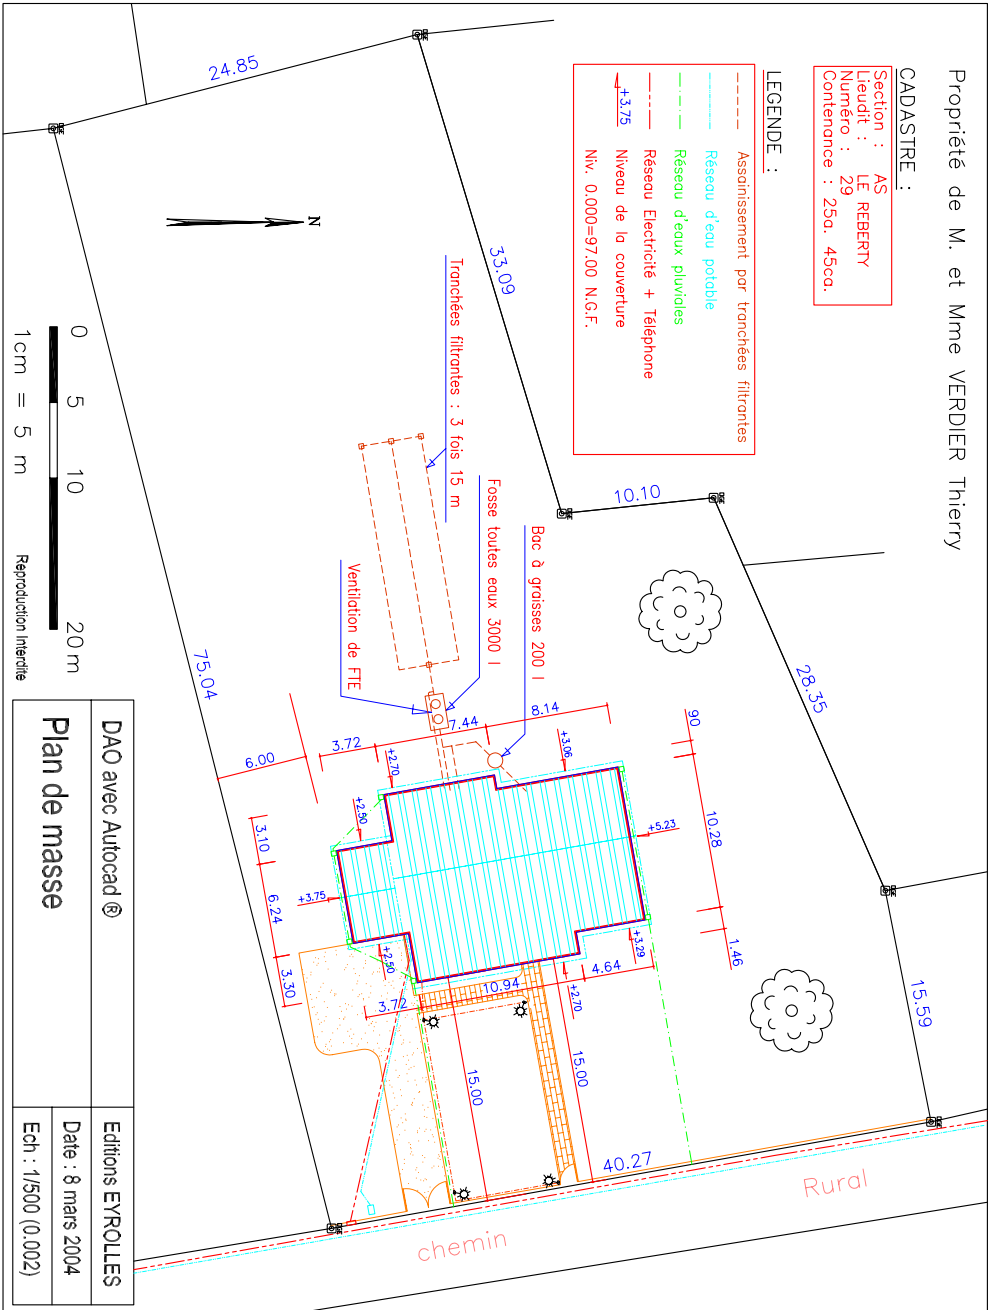 Propriété de M. et Mme VERDIER Thierry
CADASTRE :
Section : AS
Lieudit : LE REBERTY
Numéro : 29
Contenance : 25a. 45ca.
LEGENDE :
Assainissement par tranchées filtrantes
Réseau d'eau potable
Réseau d'eaux pluviales
Réseau Electricité + Téléphone
+3.75 Niveau de la couverture
Niv. 0.000=97.00 N.G.F.
24.85
33.09
10.10
28.35
15.59
40.27
75.04
N
Tranchées filtrantes : 3 fois 15 m
Fosse toutes eaux 3000 l
Bac à graisses 200 l
Ventilation de FTE
90
10.28
1.46
8.14
7.44
3.72
6.00
3.10
6.24
3.30
4.64
10.94
3.72
15.00
15.00
+3.06
+5.23
+3.29
+2.70
+2.70
+2.50
+3.75
+2.50
Rural
chemin
0 5 10 20 m
1cm = 5 m
Reproduction Interdite
DAO avec Autocad ®
Plan de masse
Editions EYROLLES
Date : 8 mars 2004
Ech : 1/500 (0.002)